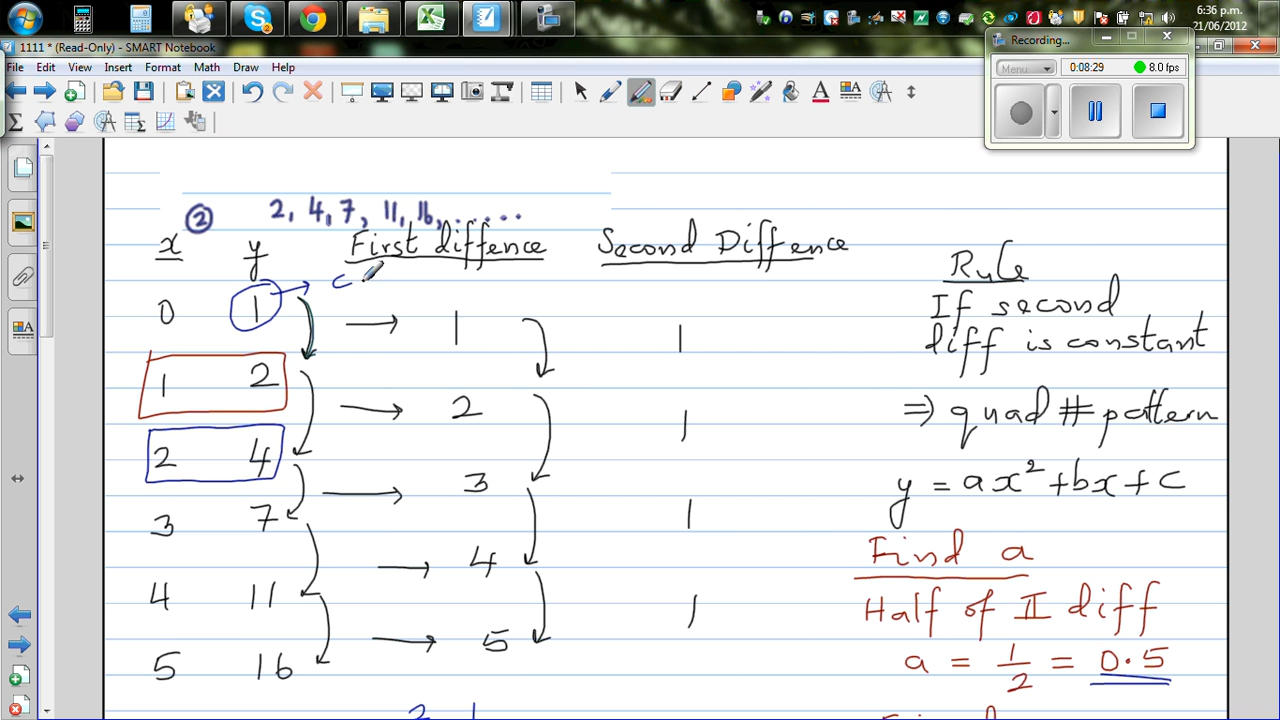 6:36 p.m.
21/06/2012
1111 * (Read-Only) - SMART Notebook
Recording...
File Edit View Insert Format Math Draw Help
Menu 0:08:29 8.0 fps
② 2, 4, 7, 11, 16, . . . . .
x y First diffence Second Diffence
Rule
c
0 1 1 1
If second
diff is constant
1 2 2 1
⇒ quad # pattern
2 4 3 1
y = ax² + bx + c
3 7 4 1
Find a
4 11 5
Half of II diff
5 16
a = 1/2 = 0.5